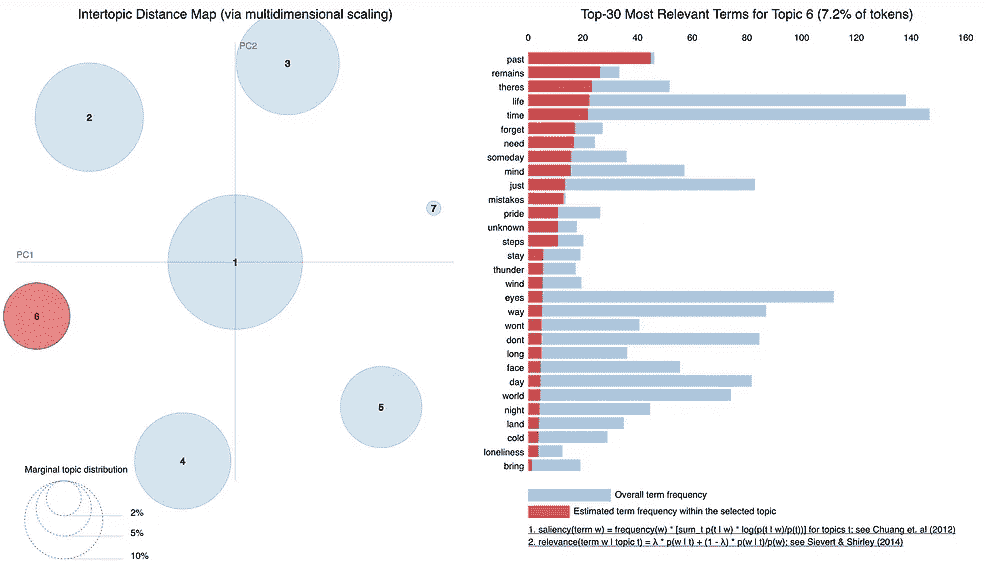 Intertopic Distance Map (via multidimensional scaling)
PC2
3
2
7
PC1
1
6
5
4
Marginal topic distribution
2%
5%
10%
Top-30 Most Relevant Terms for Topic 6 (7.2% of tokens)
0 20 40 60 80 100 120 140 160
past
remains
theres
life
time
forget
need
someday
mind
just
mistakes
pride
unknown
steps
stay
thunder
wind
eyes
way
wont
dont
long
face
day
world
night
land
cold
loneliness
bring
Overall term frequency
Estimated term frequency within the selected topic
1. saliency(term w) = frequency(w) * [sum_t p(t | w) * log(p(t | w)/p(t))] for topics t; see Chuang et. al (2012)
2. relevance(term w | topic t) = λ * p(w | t) + (1 - λ) * p(w | t)/p(w); see Sievert & Shirley (2014)